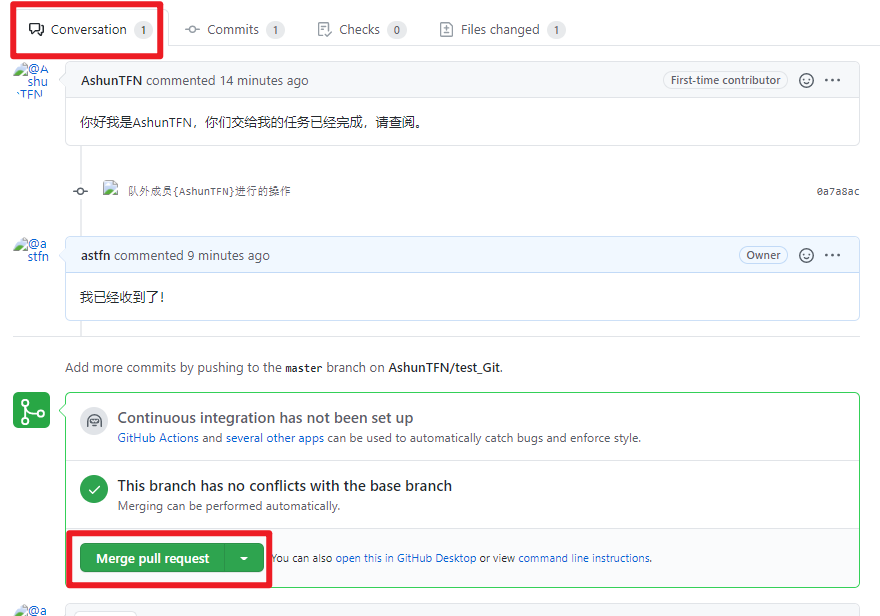 Conversation 1 Commits 1 Checks 0 Files changed 1
@A
shu
TFN
AshunTFN commented 14 minutes ago First-time contributor
你好我是AshunTFN，你们交给我的任务已经完成，请查阅。
队外成员{AshunTFN}进行的操作 0a7a8ac
@a
stfn
astfn commented 9 minutes ago Owner
我已经收到了！
Add more commits by pushing to the master branch on AshunTFN/test_Git.
Continuous integration has not been set up
GitHub Actions and several other apps can be used to automatically catch bugs and enforce style.
This branch has no conflicts with the base branch
Merging can be performed automatically.
Merge pull request You can also open this in GitHub Desktop or view command line instructions.
@a